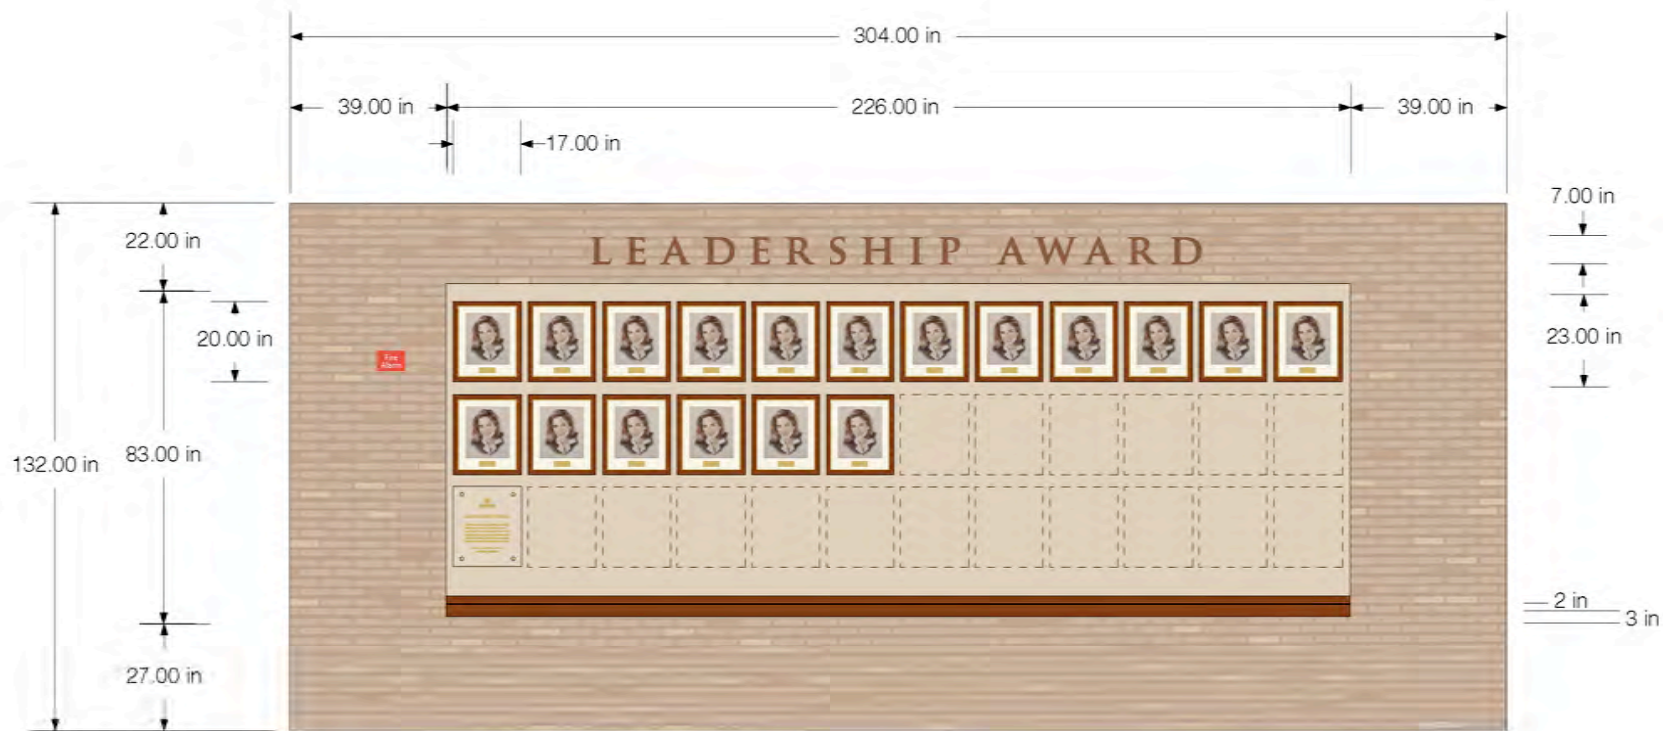 304.00 in
39.00 in
226.00 in
39.00 in
17.00 in
7.00 in
22.00 in
LEADERSHIP AWARD
20.00 in
23.00 in
Fire
Alarm
132.00 in
83.00 in
2 in
3 in
27.00 in